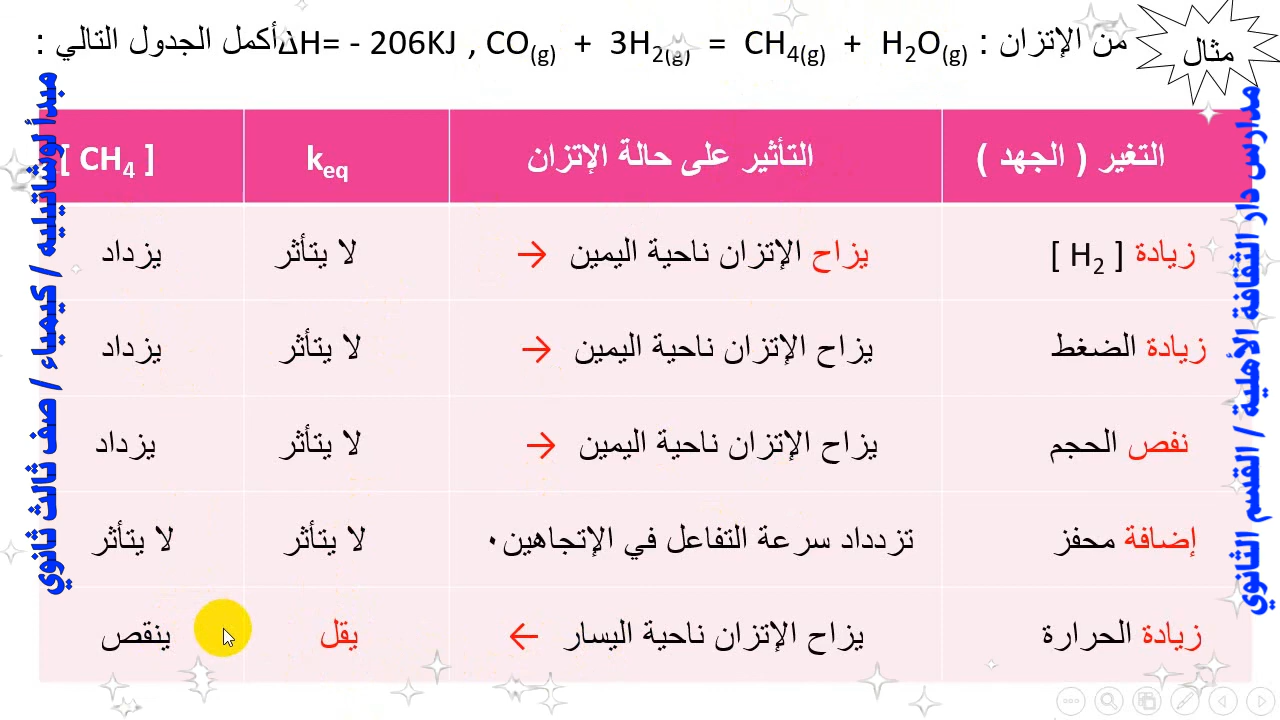 مثال
من الإتزان : CO(g) + 3H2(g) = CH4(g) + H2O(g) , ΔH= - 206KJ أكمل الجدول التالي :
التغير ( الجهد ) التأثير على حالة الإتزان keq [ CH4 ]
زيادة [ H2 ] يزاح الإتزان ناحية اليمين → لا يتأثر يزداد
زيادة الضغط يزاح الإتزان ناحية اليمين → لا يتأثر يزداد
نفص الحجم يزاح الإتزان ناحية اليمين → لا يتأثر يزداد
إضافة محفز تزدداد سرعة التفاعل في الإتجاهين٠ لا يتأثر لا يتأثر
زيادة الحرارة يزاح الإتزان ناحية اليسار ← يقل ينقص
مدارس دار الثقافة الأهلية / القسم الثانوي
مبدأ لوشاتيليه / كيمياء / صف ثالث ثانوي